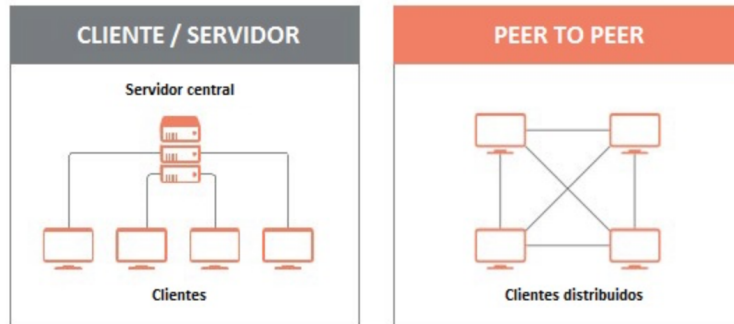 CLIENTE / SERVIDOR
Servidor central
Clientes
PEER TO PEER
Clientes distribuidos